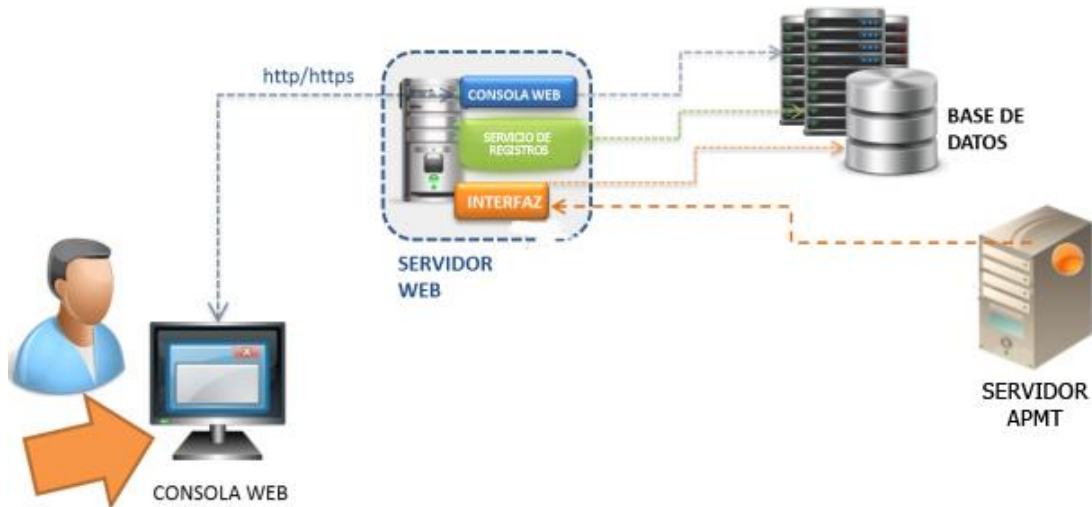 http/https
CONSOLA WEB
SERVICIO DE
REGISTROS
INTERFAZ
SERVIDOR
WEB
BASE DE
DATOS
SERVIDOR
APMT
CONSOLA WEB